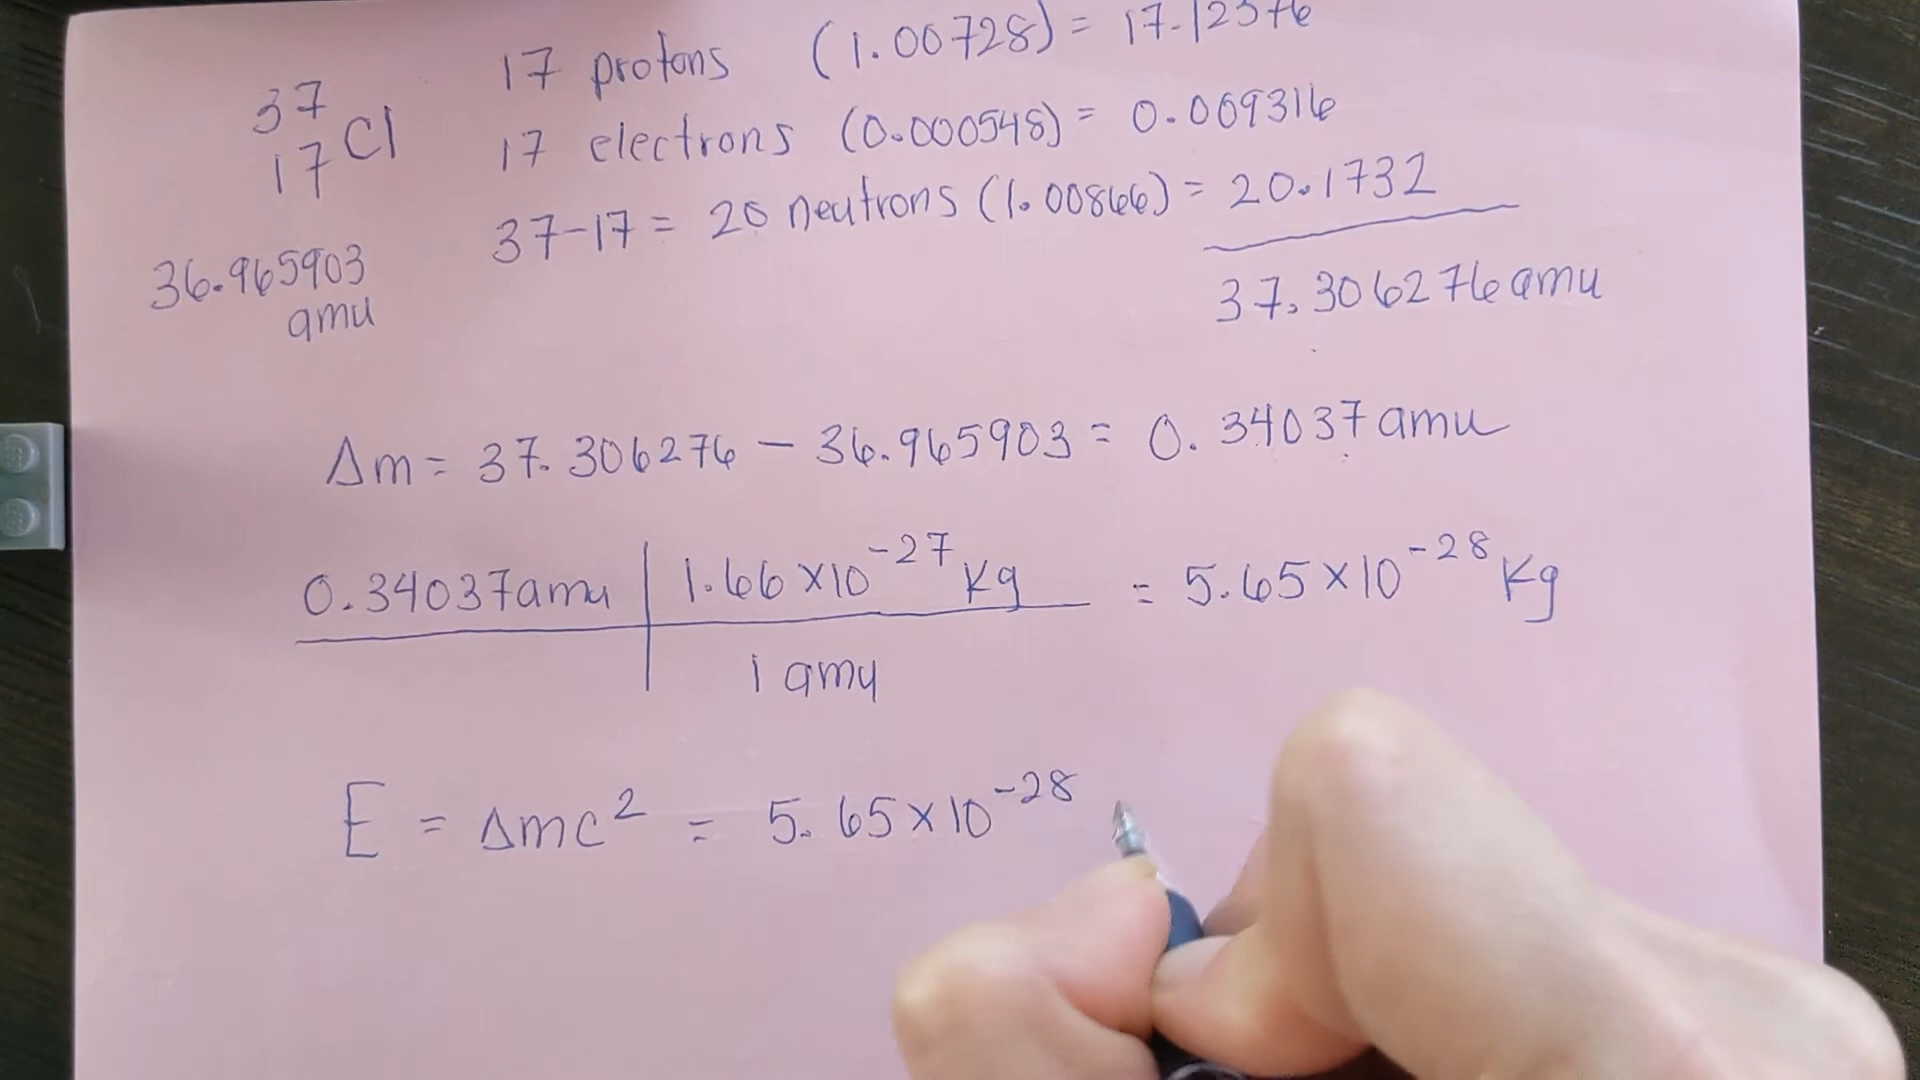 17 protons (1.00728) = 17.12376
37
17 Cl
17 electrons (0.000548) = 0.009316
37-17 = 20 neutrons (1.00866) = 20.1732
36.965903
amu
37.306276 amu
Δm = 37.306276 - 36.965903 = 0.34037 amu
0.34037 amu | 1.66 x 10⁻²⁷ Kg = 5.65 x 10⁻²⁸ Kg
1 amu
E = Δmc² = 5.65 x 10⁻²⁸